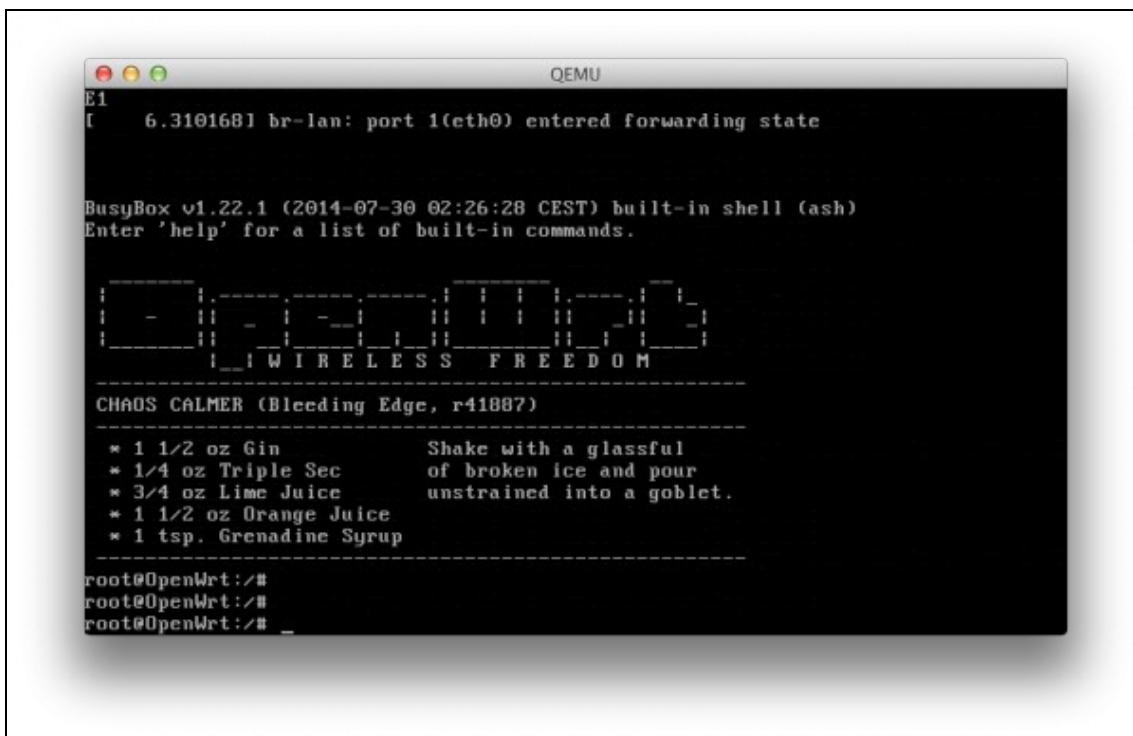 QEMU
E1
[    6.310168] br-lan: port 1(eth0) entered forwarding state
BusyBox v1.22.1 (2014-07-30 02:26:28 CEST) built-in shell (ash)
Enter 'help' for a list of built-in commands.
OpenWrt
W I R E L E S S   F R E E D O M
CHAOS CALMER (Bleeding Edge, r41887)
* 1 1/2 oz Gin          Shake with a glassful
* 1/4 oz Triple Sec     of broken ice and pour
* 3/4 oz Lime Juice     unstrained into a goblet.
* 1 1/2 oz Orange Juice
* 1 tsp. Grenadine Syrup
root@OpenWrt:/#
root@OpenWrt:/#
root@OpenWrt:/# _